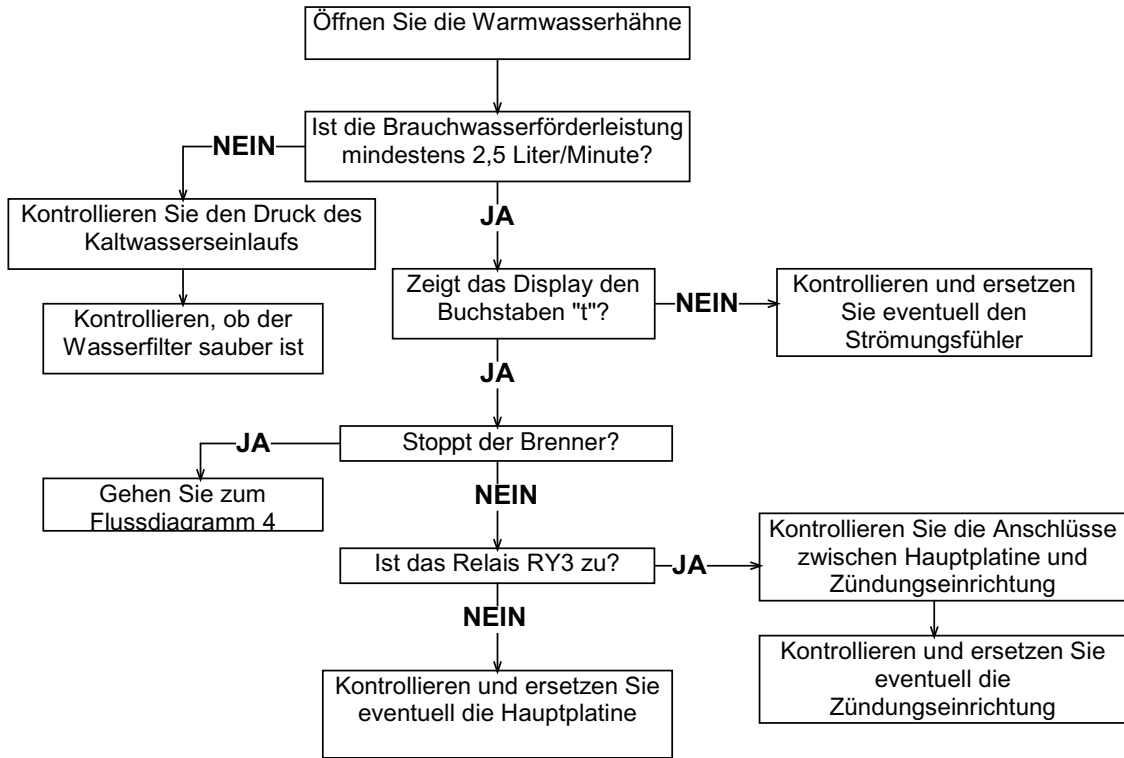 Öffnen Sie die Warmwasserhähne
Ist die Brauchwasserförderleistung
mindestens 2,5 Liter/Minute?
NEIN
Kontrollieren Sie den Druck des
Kaltwasserseinlaufs
Kontrollieren, ob der
Wasserfilter sauber ist
JA
Zeigt das Display den
Buchstaben "t"?
NEIN
Kontrollieren und ersetzen
Sie eventuell den
Strömungsfühler
JA
Stoppt der Brenner?
JA
Gehen Sie zum
Flussdiagramm 4
NEIN
Ist das Relais RY3 zu?
JA
Kontrollieren Sie die Anschlüsse
zwischen Hauptplatine und
Zündungseinrichtung
Kontrollieren und ersetzen Sie
eventuell die
Zündungseinrichtung
NEIN
Kontrollieren und ersetzen Sie
eventuell die Hauptplatine